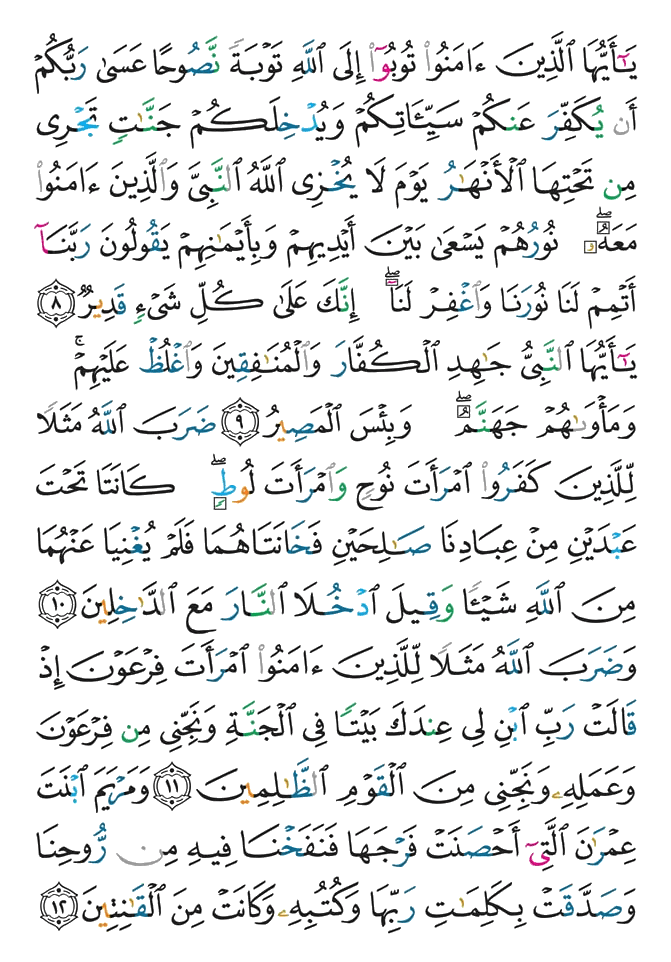 يَـٰٓأَيُّهَا ٱلَّذِينَ ءَامَنُوا۟ تُوبُوٓا۟ إِلَى ٱللَّهِ تَوْبَةً نَّصُوحًا عَسَىٰ رَبُّكُمْ
أَن يُكَفِّرَ عَنكُمْ سَيِّـَٔاتِكُمْ وَيُدْخِلَكُمْ جَنَّـٰتٍ تَجْرِى
مِن تَحْتِهَا ٱلْأَنْهَـٰرُ يَوْمَ لَا يُخْزِى ٱللَّهُ ٱلنَّبِىَّ وَٱلَّذِينَ ءَامَنُوا۟
مَعَهُۥ ۖ نُورُهُمْ يَسْعَىٰ بَيْنَ أَيْدِيهِمْ وَبِأَيْمَـٰنِهِمْ يَقُولُونَ رَبَّنَآ
أَتْمِمْ لَنَا نُورَنَا وَٱغْفِرْ لَنَآ ۖ إِنَّكَ عَلَىٰ كُلِّ شَىْءٍ قَدِيرٌ ٨
يَـٰٓأَيُّهَا ٱلنَّبِىُّ جَـٰهِدِ ٱلْكُفَّارَ وَٱلْمُنَـٰفِقِينَ وَٱغْلُظْ عَلَيْهِمْ ۚ
وَمَأْوَىٰهُمْ جَهَنَّمُ ۖ وَبِئْسَ ٱلْمَصِيرُ ٩ ضَرَبَ ٱللَّهُ مَثَلًا
لِّلَّذِينَ كَفَرُوا۟ ٱمْرَأَتَ نُوحٍ وَٱمْرَأَتَ لُوطٍ ۖ كَانَتَا تَحْتَ
عَبْدَيْنِ مِنْ عِبَادِنَا صَـٰلِحَيْنِ فَخَانَتَاهُمَا فَلَمْ يُغْنِيَا عَنْهُمَا
مِنَ ٱللَّهِ شَيْـًٔا وَقِيلَ ٱدْخُلَا ٱلنَّارَ مَعَ ٱلدَّٰخِلِينَ ١٠
وَضَرَبَ ٱللَّهُ مَثَلًا لِّلَّذِينَ ءَامَنُوا۟ ٱمْرَأَتَ فِرْعَوْنَ إِذْ
قَالَتْ رَبِّ ٱبْنِ لِى عِندَكَ بَيْتًا فِى ٱلْجَنَّةِ وَنَجِّنِى مِن فِرْعَوْنَ
وَعَمَلِهِۦ وَنَجِّنِى مِنَ ٱلْقَوْمِ ٱلظَّـٰلِمِينَ ١١ وَمَرْيَمَ ٱبْنَتَ
عِمْرَٰنَ ٱلَّتِىٓ أَحْصَنَتْ فَرْجَهَا فَنَفَخْنَا فِيهِ مِن رُّوحِنَا
وَصَدَّقَتْ بِكَلِمَـٰتِ رَبِّهَا وَكُتُبِهِۦ وَكَانَتْ مِنَ ٱلْقَـٰنِتِينَ ١٢